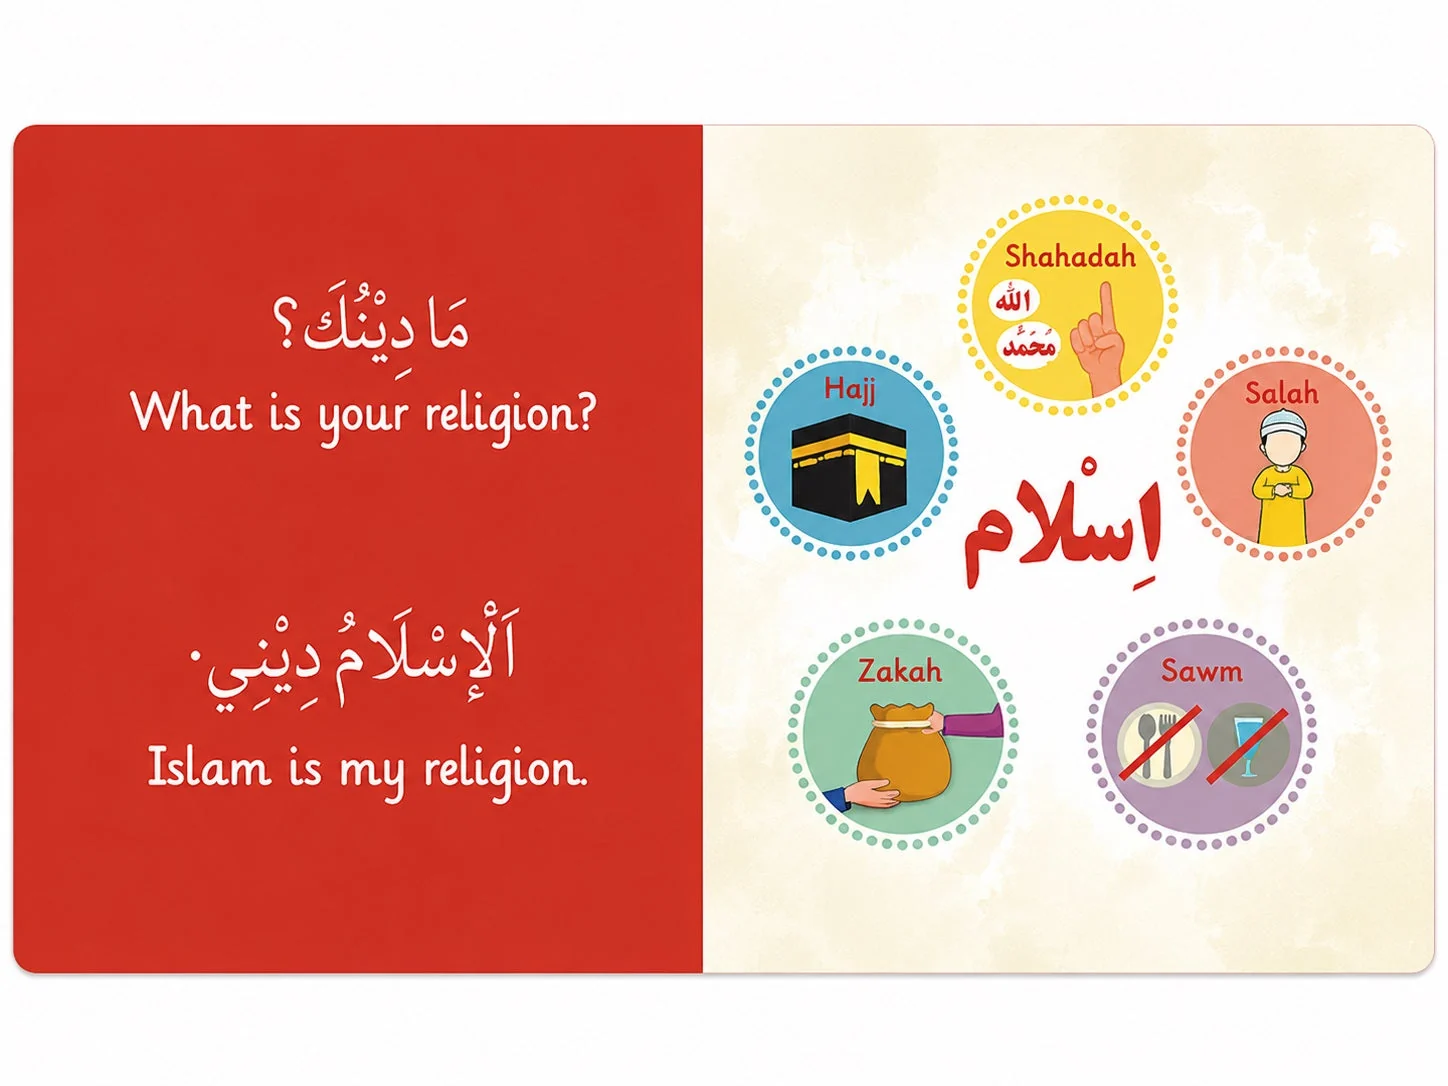 مَا دِيْنُكَ؟
What is your religion?
اَلْإِسْلَامُ دِيْنِي.
Islam is my religion.
Shahadah
الله
مُحَمَّد
Hajj
Salah
اِسْلام
Zakah
Sawm